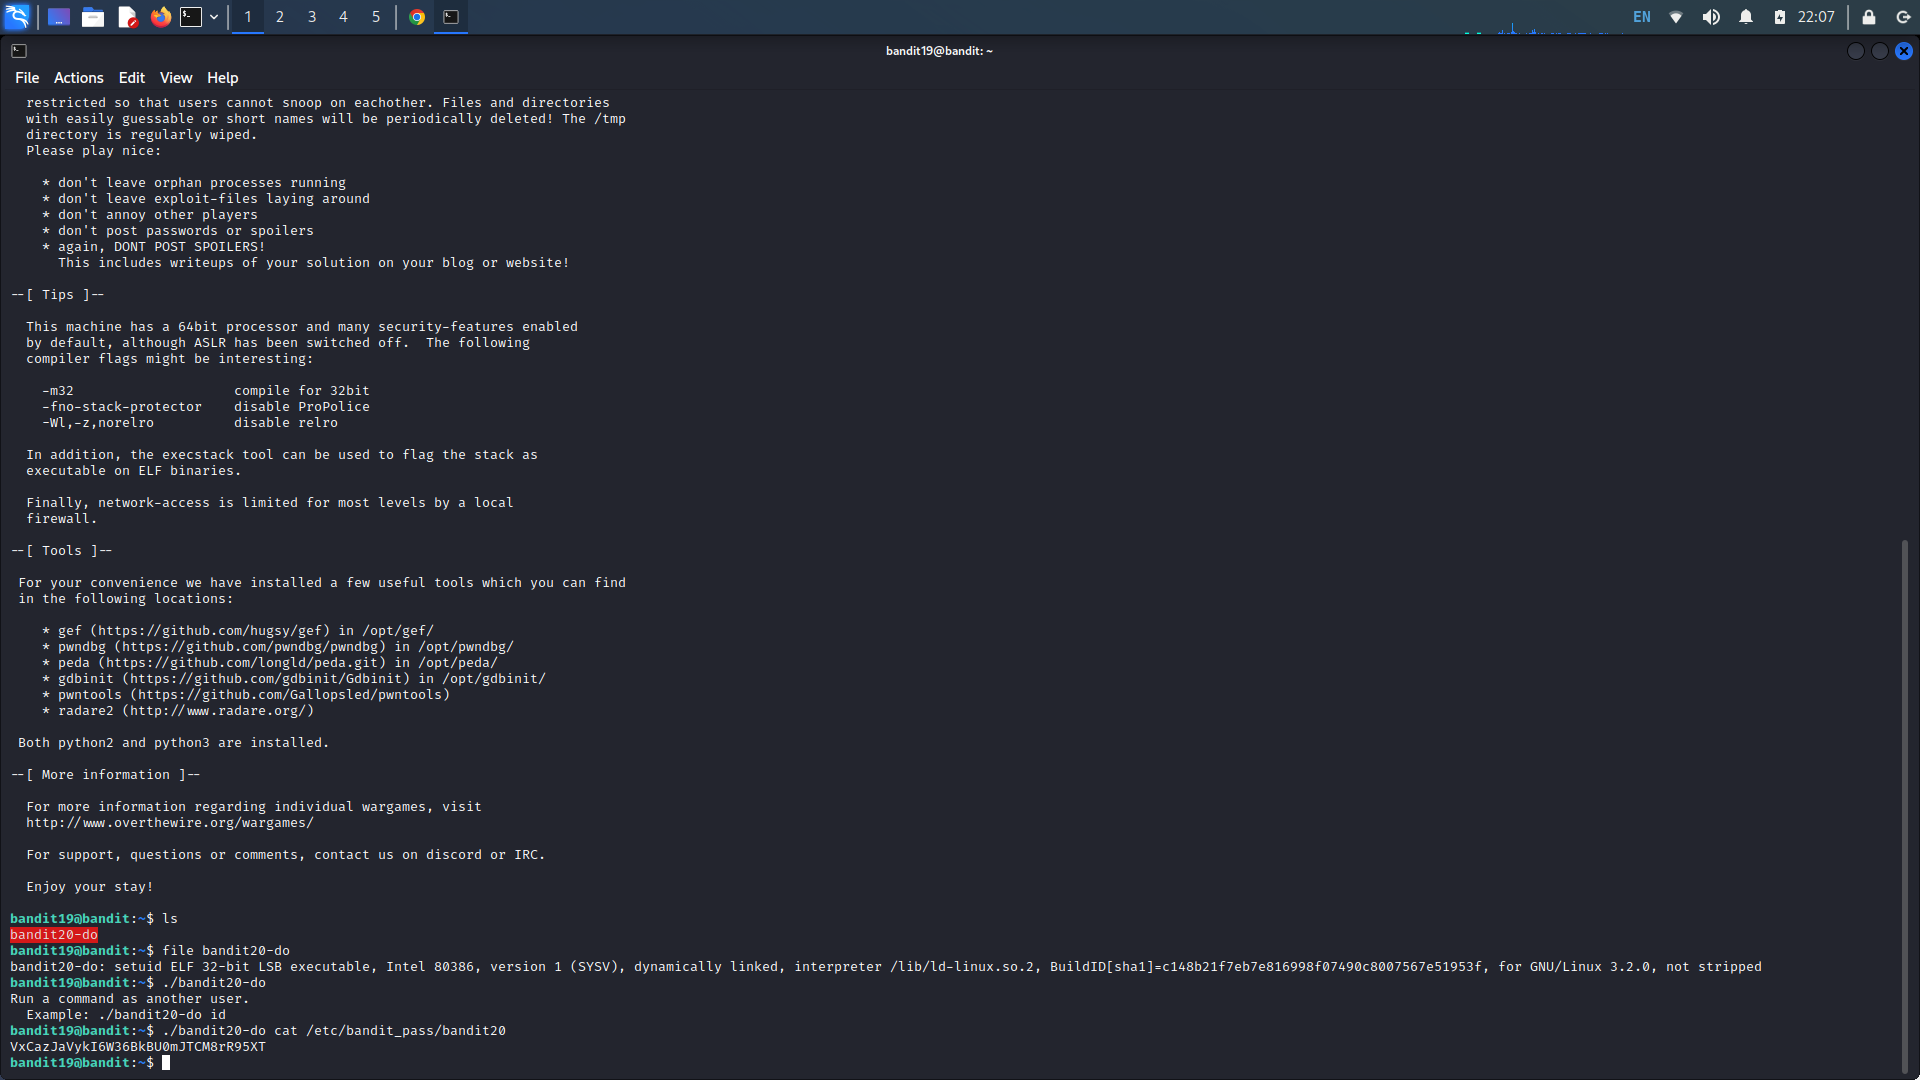 1 2 3 4 5 EN 22:07
bandit19@bandit: ~
File Actions Edit View Help
restricted so that users cannot snoop on eachother. Files and directories
with easily guessable or short names will be periodically deleted! The /tmp
directory is regularly wiped.
Please play nice:
* don't leave orphan processes running
* don't leave exploit-files laying around
* don't annoy other players
* don't post passwords or spoilers
* again, DONT POST SPOILERS!
This includes writeups of your solution on your blog or website!
--[ Tips ]--
This machine has a 64bit processor and many security-features enabled
by default, although ASLR has been switched off.  The following
compiler flags might be interesting:
-m32                    compile for 32bit
-fno-stack-protector    disable ProPolice
-Wl,-z,norelro          disable relro
In addition, the execstack tool can be used to flag the stack as
executable on ELF binaries.
Finally, network-access is limited for most levels by a local
firewall.
--[ Tools ]--
For your convenience we have installed a few useful tools which you can find
in the following locations:
* gef (https://github.com/hugsy/gef) in /opt/gef/
* pwndbg (https://github.com/pwndbg/pwndbg) in /opt/pwndbg/
* peda (https://github.com/longld/peda.git) in /opt/peda/
* gdbinit (https://github.com/gdbinit/Gdbinit) in /opt/gdbinit/
* pwntools (https://github.com/Gallopsled/pwntools)
* radare2 (http://www.radare.org/)
Both python2 and python3 are installed.
--[ More information ]--
For more information regarding individual wargames, visit
http://www.overthewire.org/wargames/
For support, questions or comments, contact us on discord or IRC.
Enjoy your stay!
bandit19@bandit:~$ ls
bandit20-do
bandit19@bandit:~$ file bandit20-do
bandit20-do: setuid ELF 32-bit LSB executable, Intel 80386, version 1 (SYSV), dynamically linked, interpreter /lib/ld-linux.so.2, BuildID[sha1]=c148b21f7eb7e816998f07490c8007567e51953f, for GNU/Linux 3.2.0, not stripped
bandit19@bandit:~$ ./bandit20-do
Run a command as another user.
Example: ./bandit20-do id
bandit19@bandit:~$ ./bandit20-do cat /etc/bandit_pass/bandit20
VxCazJaVykI6W36BkBU0mJTCM8rR95XT
bandit19@bandit:~$